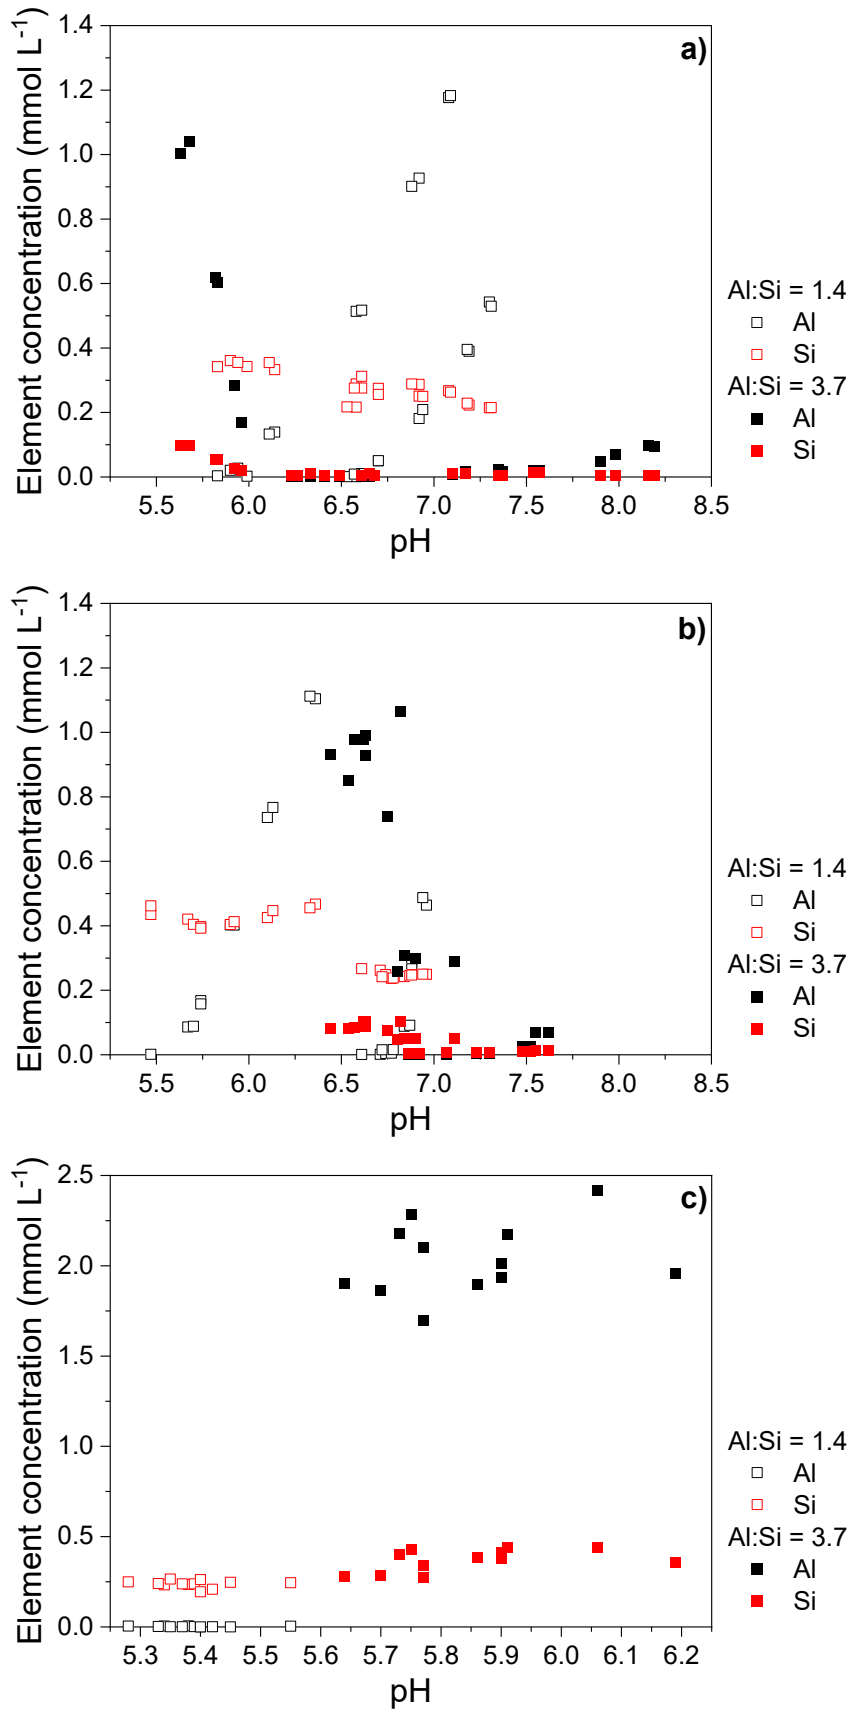 a)
Element concentration (mmol L⁻¹)
1.4
1.2
1.0
0.8
0.6
0.4
0.2
0.0
5.5 6.0 6.5 7.0 7.5 8.0 8.5
pH
Al:Si = 1.4
Al
Si
Al:Si = 3.7
Al
Si
b)
Element concentration (mmol L⁻¹)
1.4
1.2
1.0
0.8
0.6
0.4
0.2
0.0
5.5 6.0 6.5 7.0 7.5 8.0 8.5
pH
Al:Si = 1.4
Al
Si
Al:Si = 3.7
Al
Si
c)
Element concentration (mmol L⁻¹)
2.5
2.0
1.5
1.0
0.5
0.0
5.3 5.4 5.5 5.6 5.7 5.8 5.9 6.0 6.1 6.2
pH
Al:Si = 1.4
Al
Si
Al:Si = 3.7
Al
Si